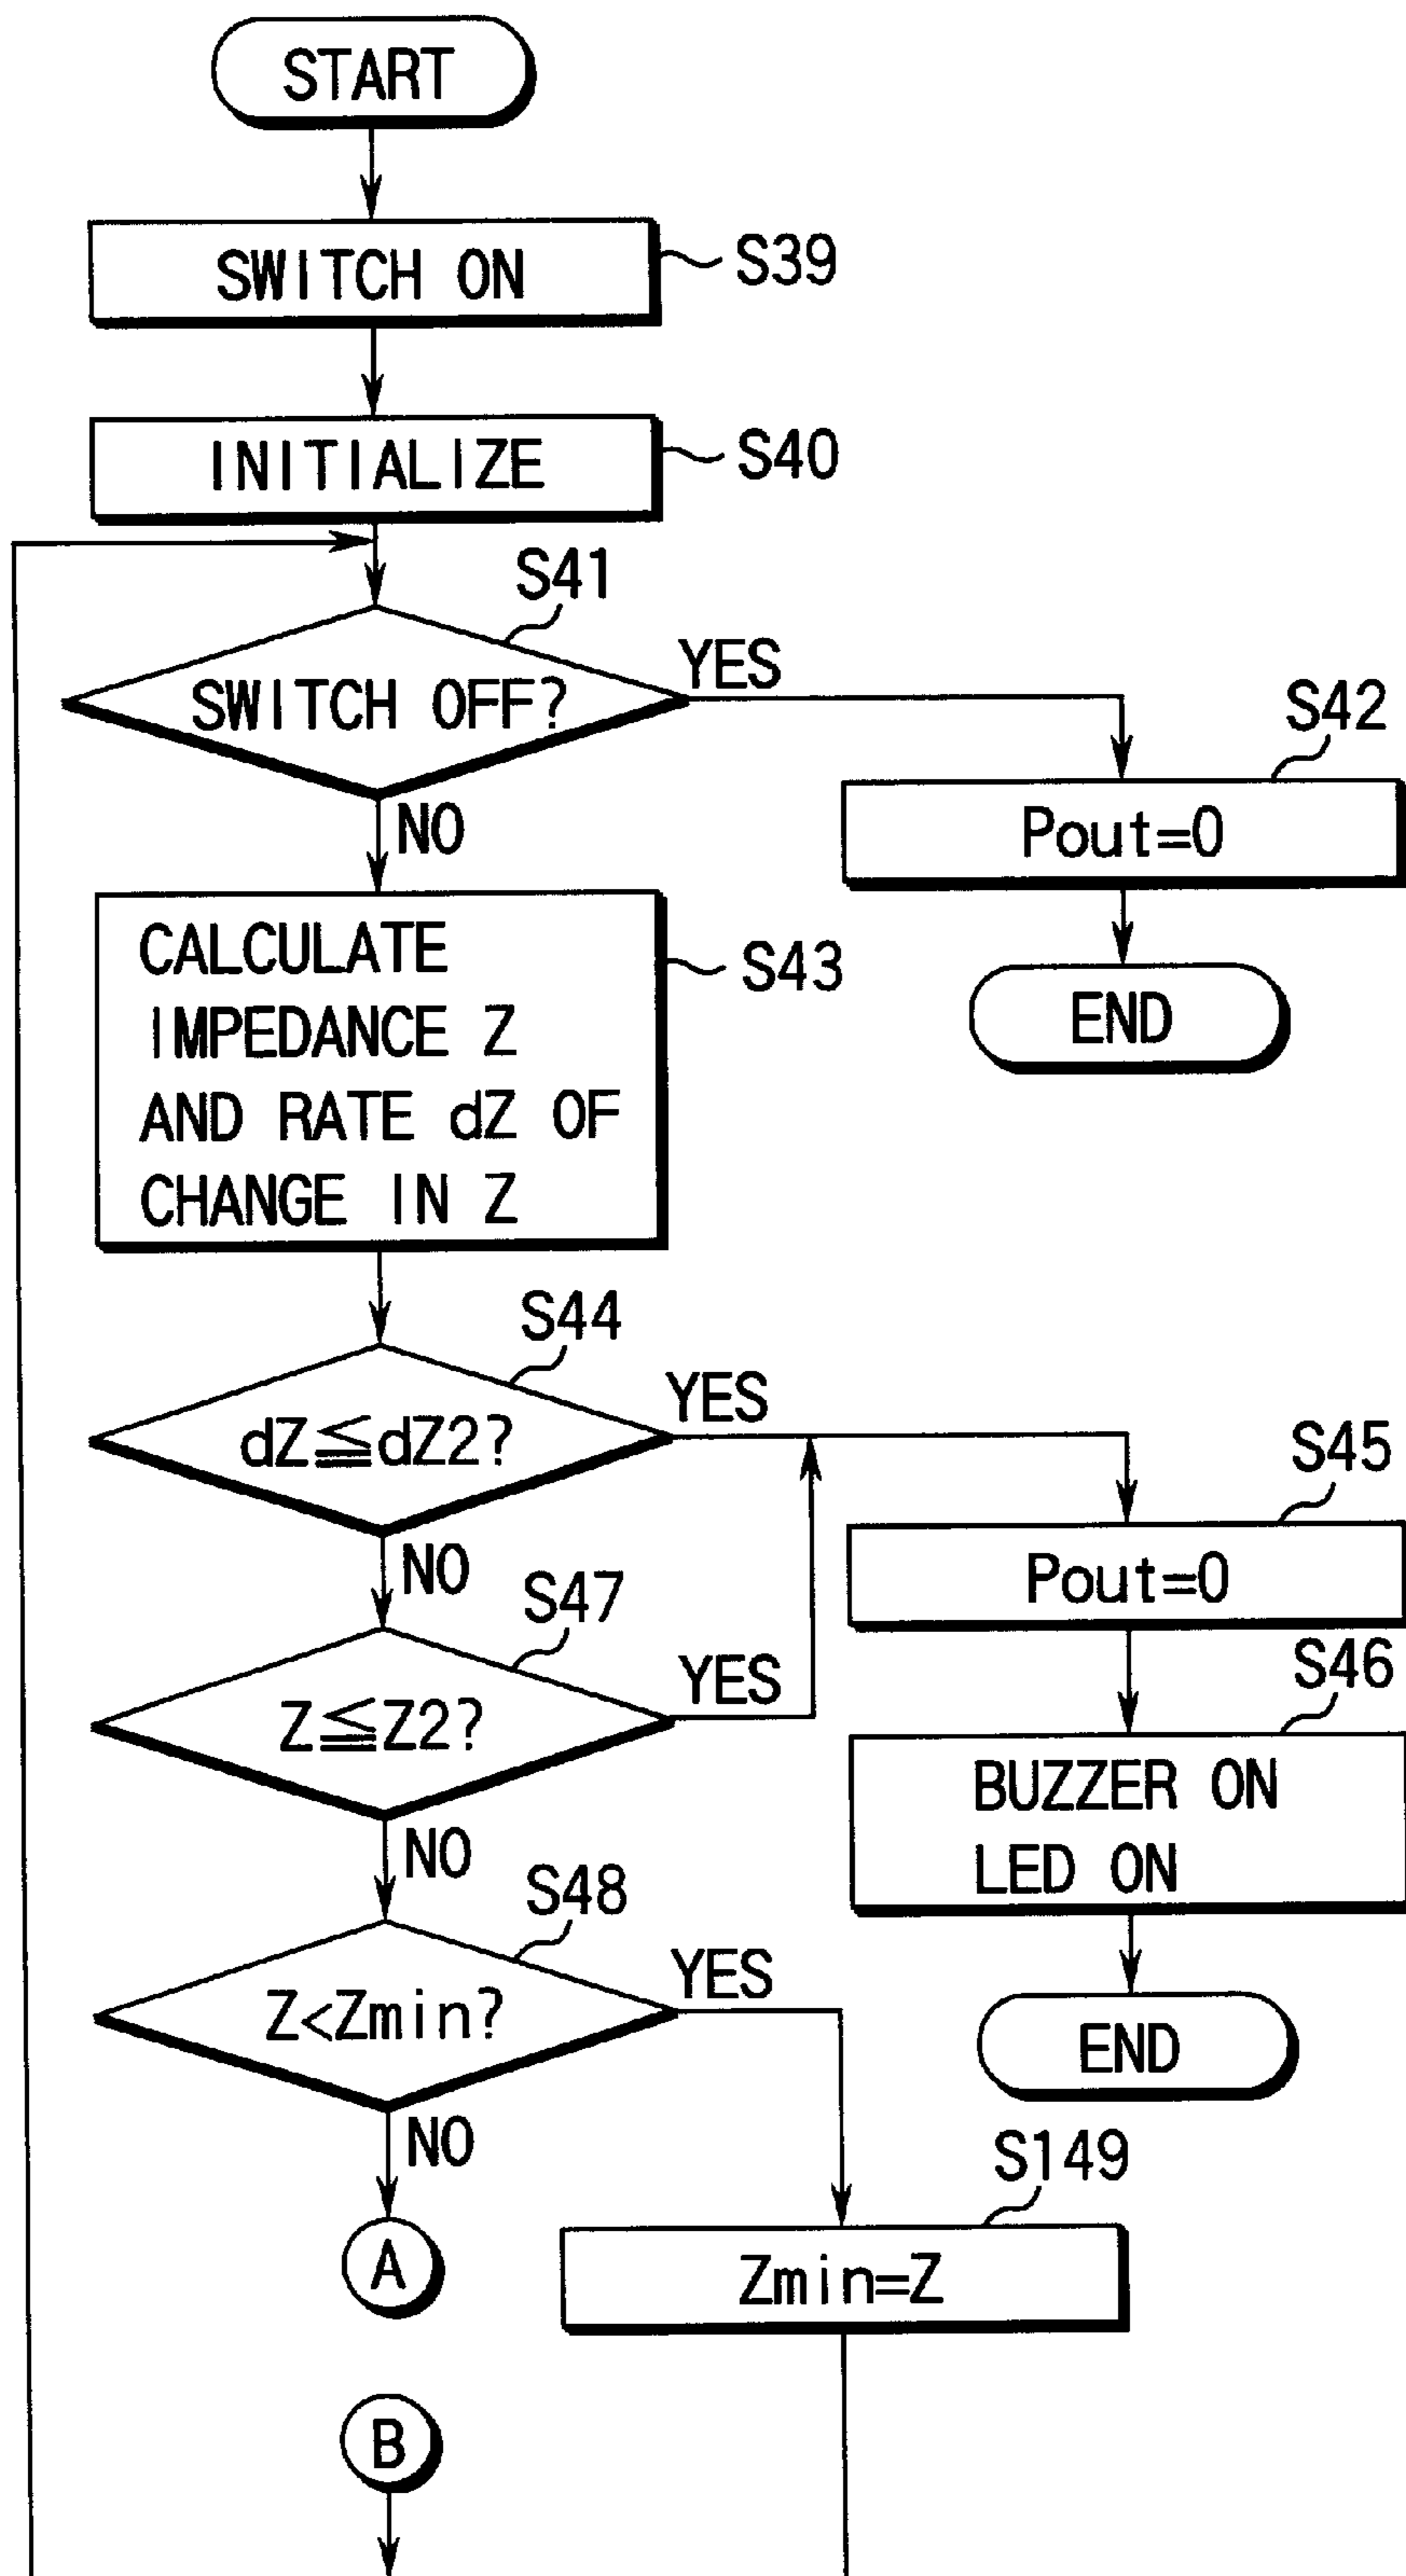 START
SWITCH ON
S39
INITIALIZE
S40
S41
SWITCH OFF?
YES
NO
S42
Pout=0
END
CALCULATE
IMPEDANCE Z
AND RATE dZ OF
CHANGE IN Z
S43
S44
dZ≦dZ2?
YES
NO
S45
Pout=0
S47
Z≦Z2?
YES
NO
S46
BUZZER ON
LED ON
END
S48
Z<Zmin?
YES
NO
S149
Zmin=Z
A
B